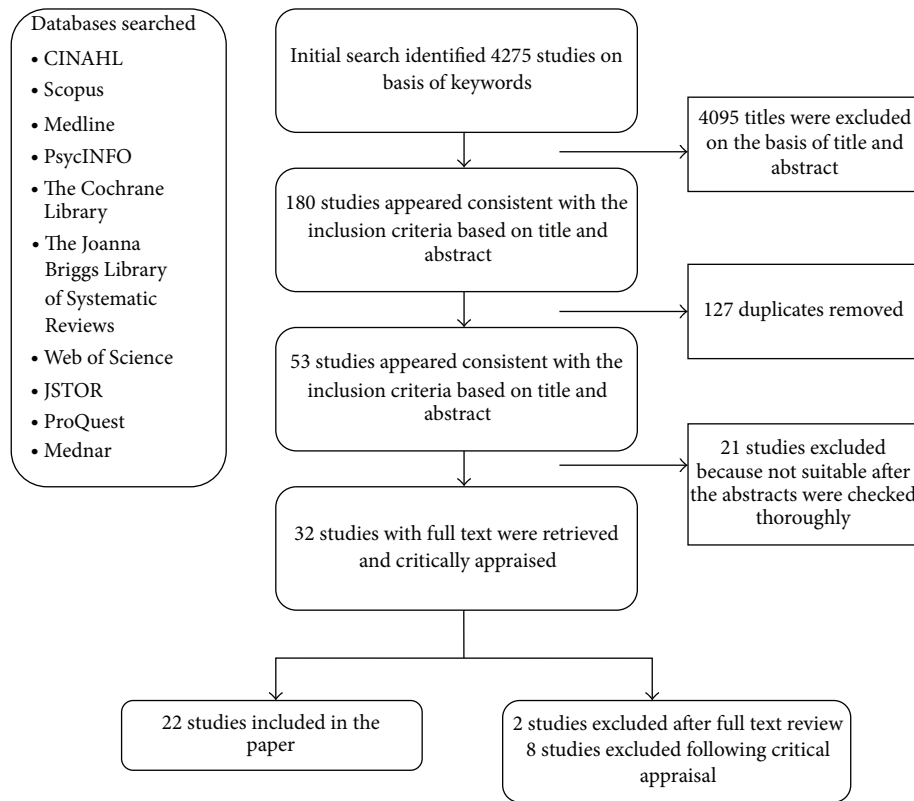 Databases searched
• CINAHL
• Scopus
• Medline
• PsycINFO
• The Cochrane
Library
• The Joanna
Briggs Library
of Systematic
Reviews
• Web of Science
• JSTOR
• ProQuest
• Mednar
Initial search identified 4275 studies on
basis of keywords
4095 titles were excluded
on the basis of title and
abstract
180 studies appeared consistent with the
inclusion criteria based on title and
abstract
127 duplicates removed
53 studies appeared consistent with the
inclusion criteria based on title and
abstract
21 studies excluded
because not suitable after
the abstracts were checked
thoroughly
32 studies with full text were retrieved
and critically appraised
22 studies included in the
paper
2 studies excluded after full text review
8 studies excluded following critical
appraisal